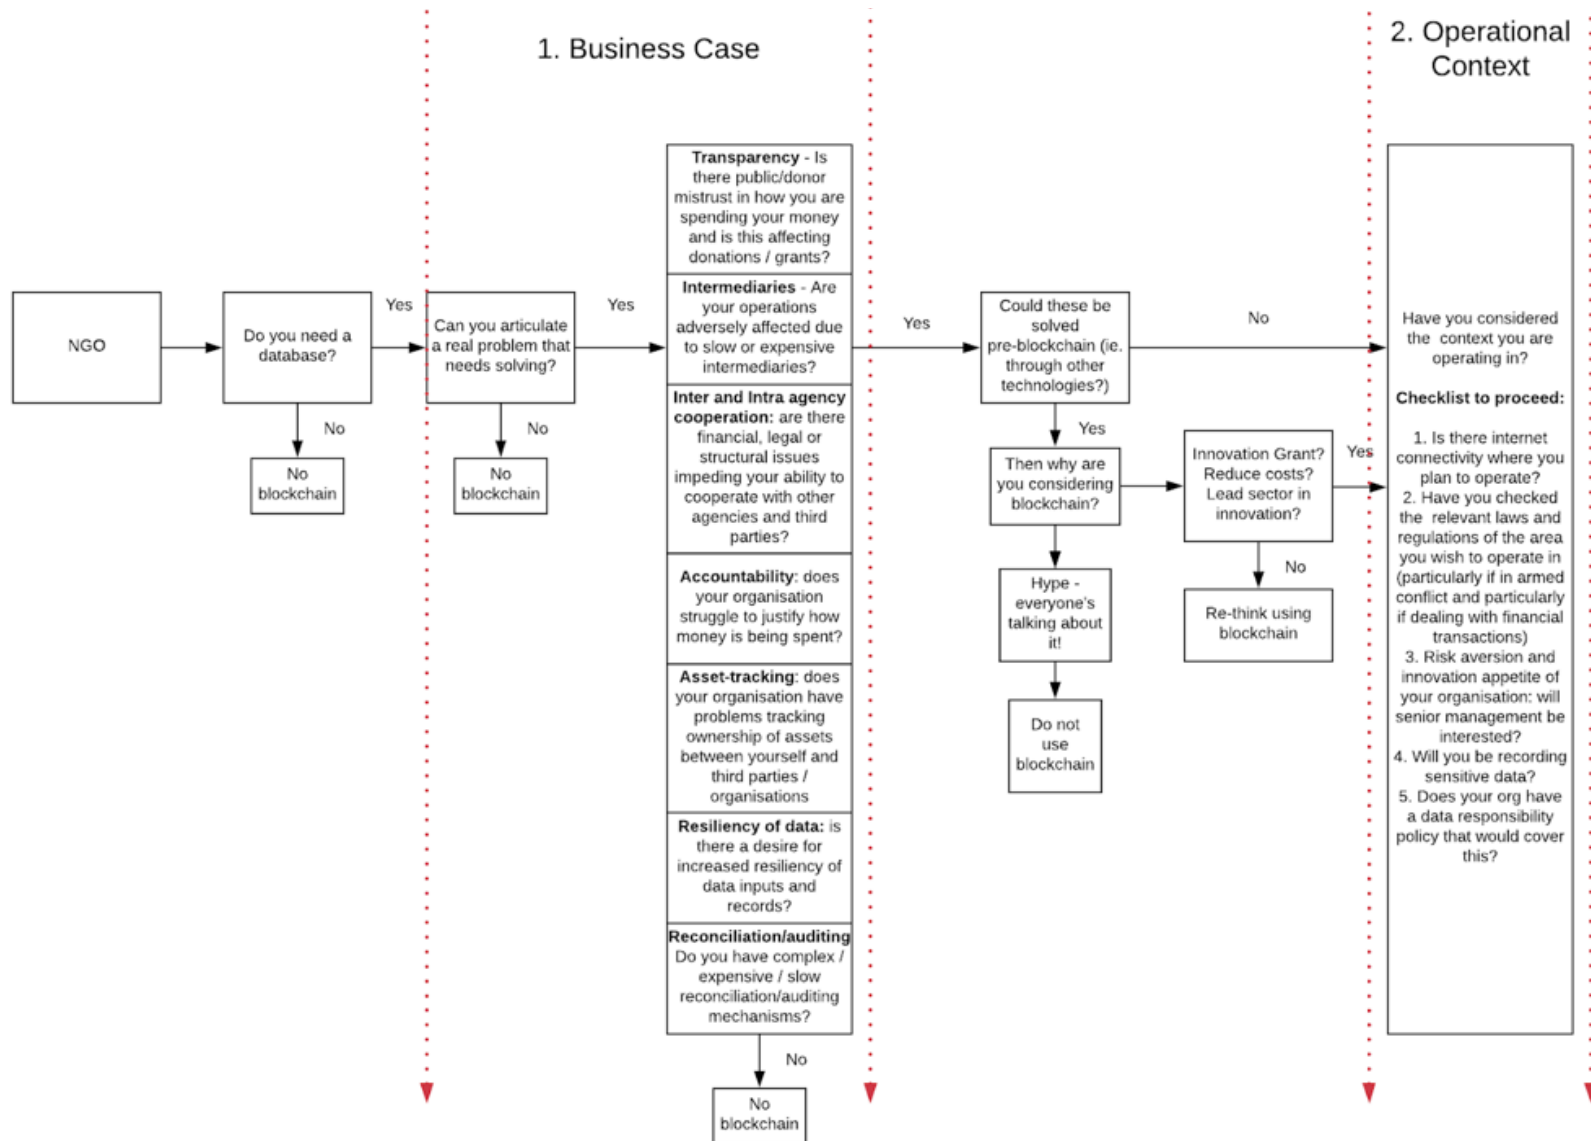 1. Business Case
2. Operational
Context
NGO
Do you need a
database?
Yes
No
No
blockchain
Can you articulate
a real problem that
needs solving?
Yes
No
No
blockchain
Transparency - Is
there public/donor
mistrust in how you are
spending your money
and is this affecting
donations / grants?
Intermediaries - Are
your operations
adversely affected due
to slow or expensive
intermediaries?
Inter and Intra agency
cooperation: are there
financial, legal or
structural issues
impeding your ability to
cooperate with other
agencies and third
parties?
Accountability: does
your organisation
struggle to justify how
money is being spent?
Asset-tracking: does
your organisation have
problems tracking
ownership of assets
between yourself and
third parties /
organisations
Resiliency of data: is
there a desire for
increased resiliency of
data inputs and
records?
Reconciliation/auditing
Do you have complex /
expensive / slow
reconciliation/auditing
mechanisms?
No
No
blockchain
Yes
Could these be
solved
pre-blockchain (ie.
through other
technologies?)
No
Yes
Then why are
you considering
blockchain?
Hype -
everyone's
talking about
it!
Do not
use
blockchain
Innovation Grant?
Reduce costs?
Lead sector in
innovation?
Yes
No
Re-think using
blockchain
Have you considered
the context you are
operating in?
Checklist to proceed:
1. Is there internet
connectivity where you
plan to operate?
2. Have you checked
the relevant laws and
regulations of the area
you wish to operate in
(particularly if in armed
conflict and particularly
if dealing with financial
transactions)
3. Risk aversion and
innovation appetite of
your organisation: will
senior management be
interested?
4. Will you be recording
sensitive data?
5. Does your org have
a data responsibility
policy that would cover
this?